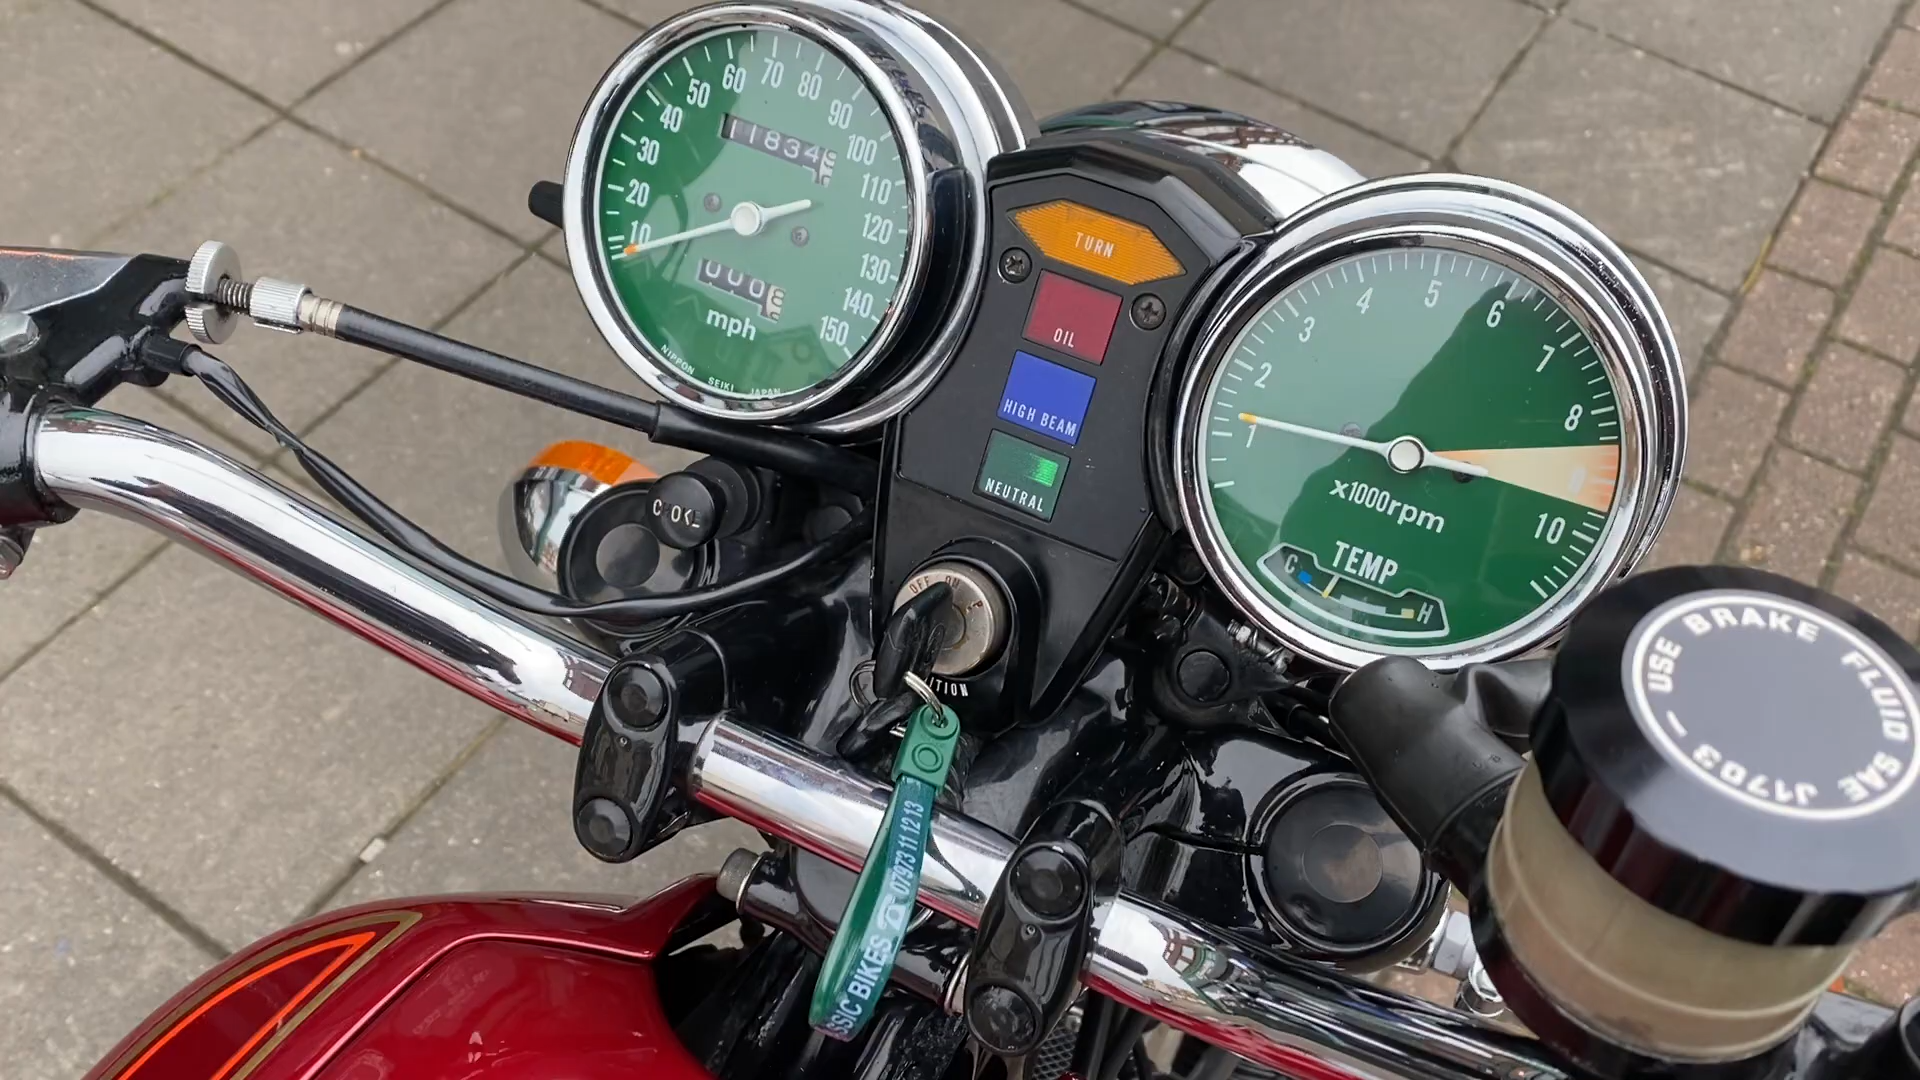 10
20
30
40
50
60
70
80
90
100
110
120
130
140
150
11834
000
mph
NIPPON SEIKI JAPAN
TURN
OIL
HIGH BEAM
NEUTRAL
1
2
3
4
5
6
7
8
10
x1000rpm
TEMP
C
H
OFF ON
CHOKE
USE BRAKE FLUID SAE J1703 –
BIKES ☎ 07973 11 12 13